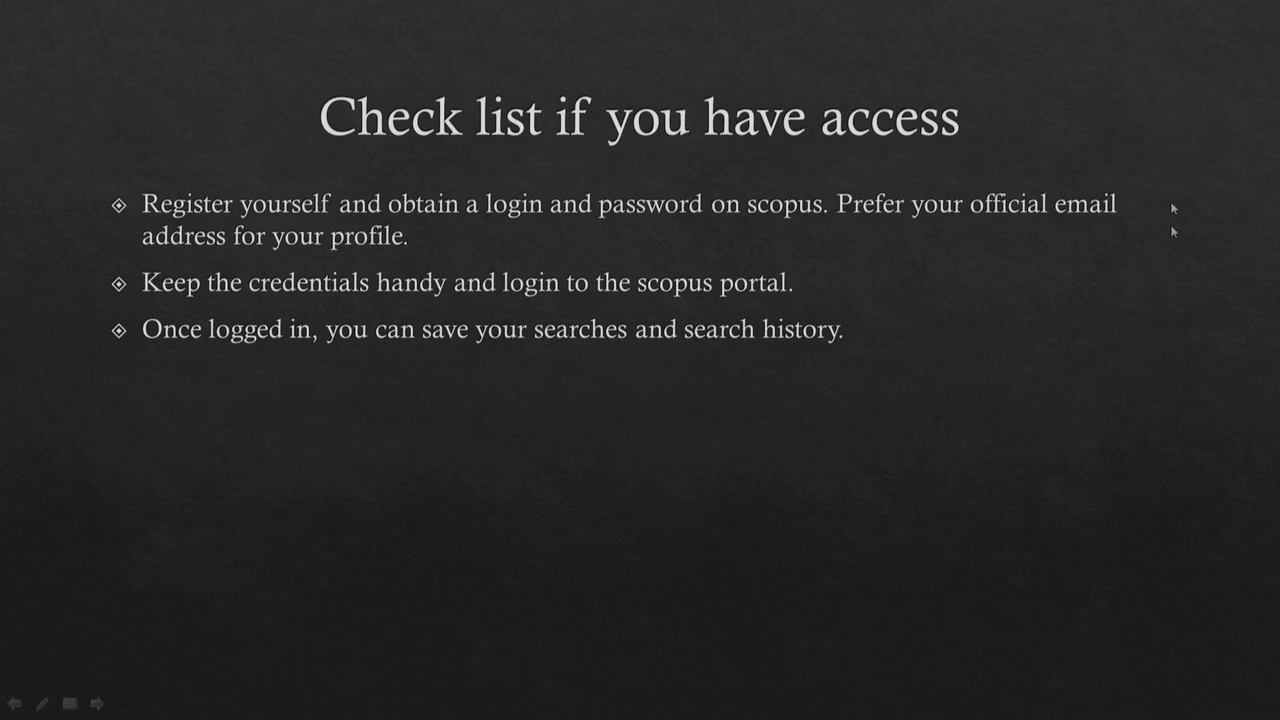 Check list if you have access
Register yourself and obtain a login and password on scopus. Prefer your official email
address for your profile.
Keep the credentials handy and login to the scopus portal.
Once logged in, you can save your searches and search history.